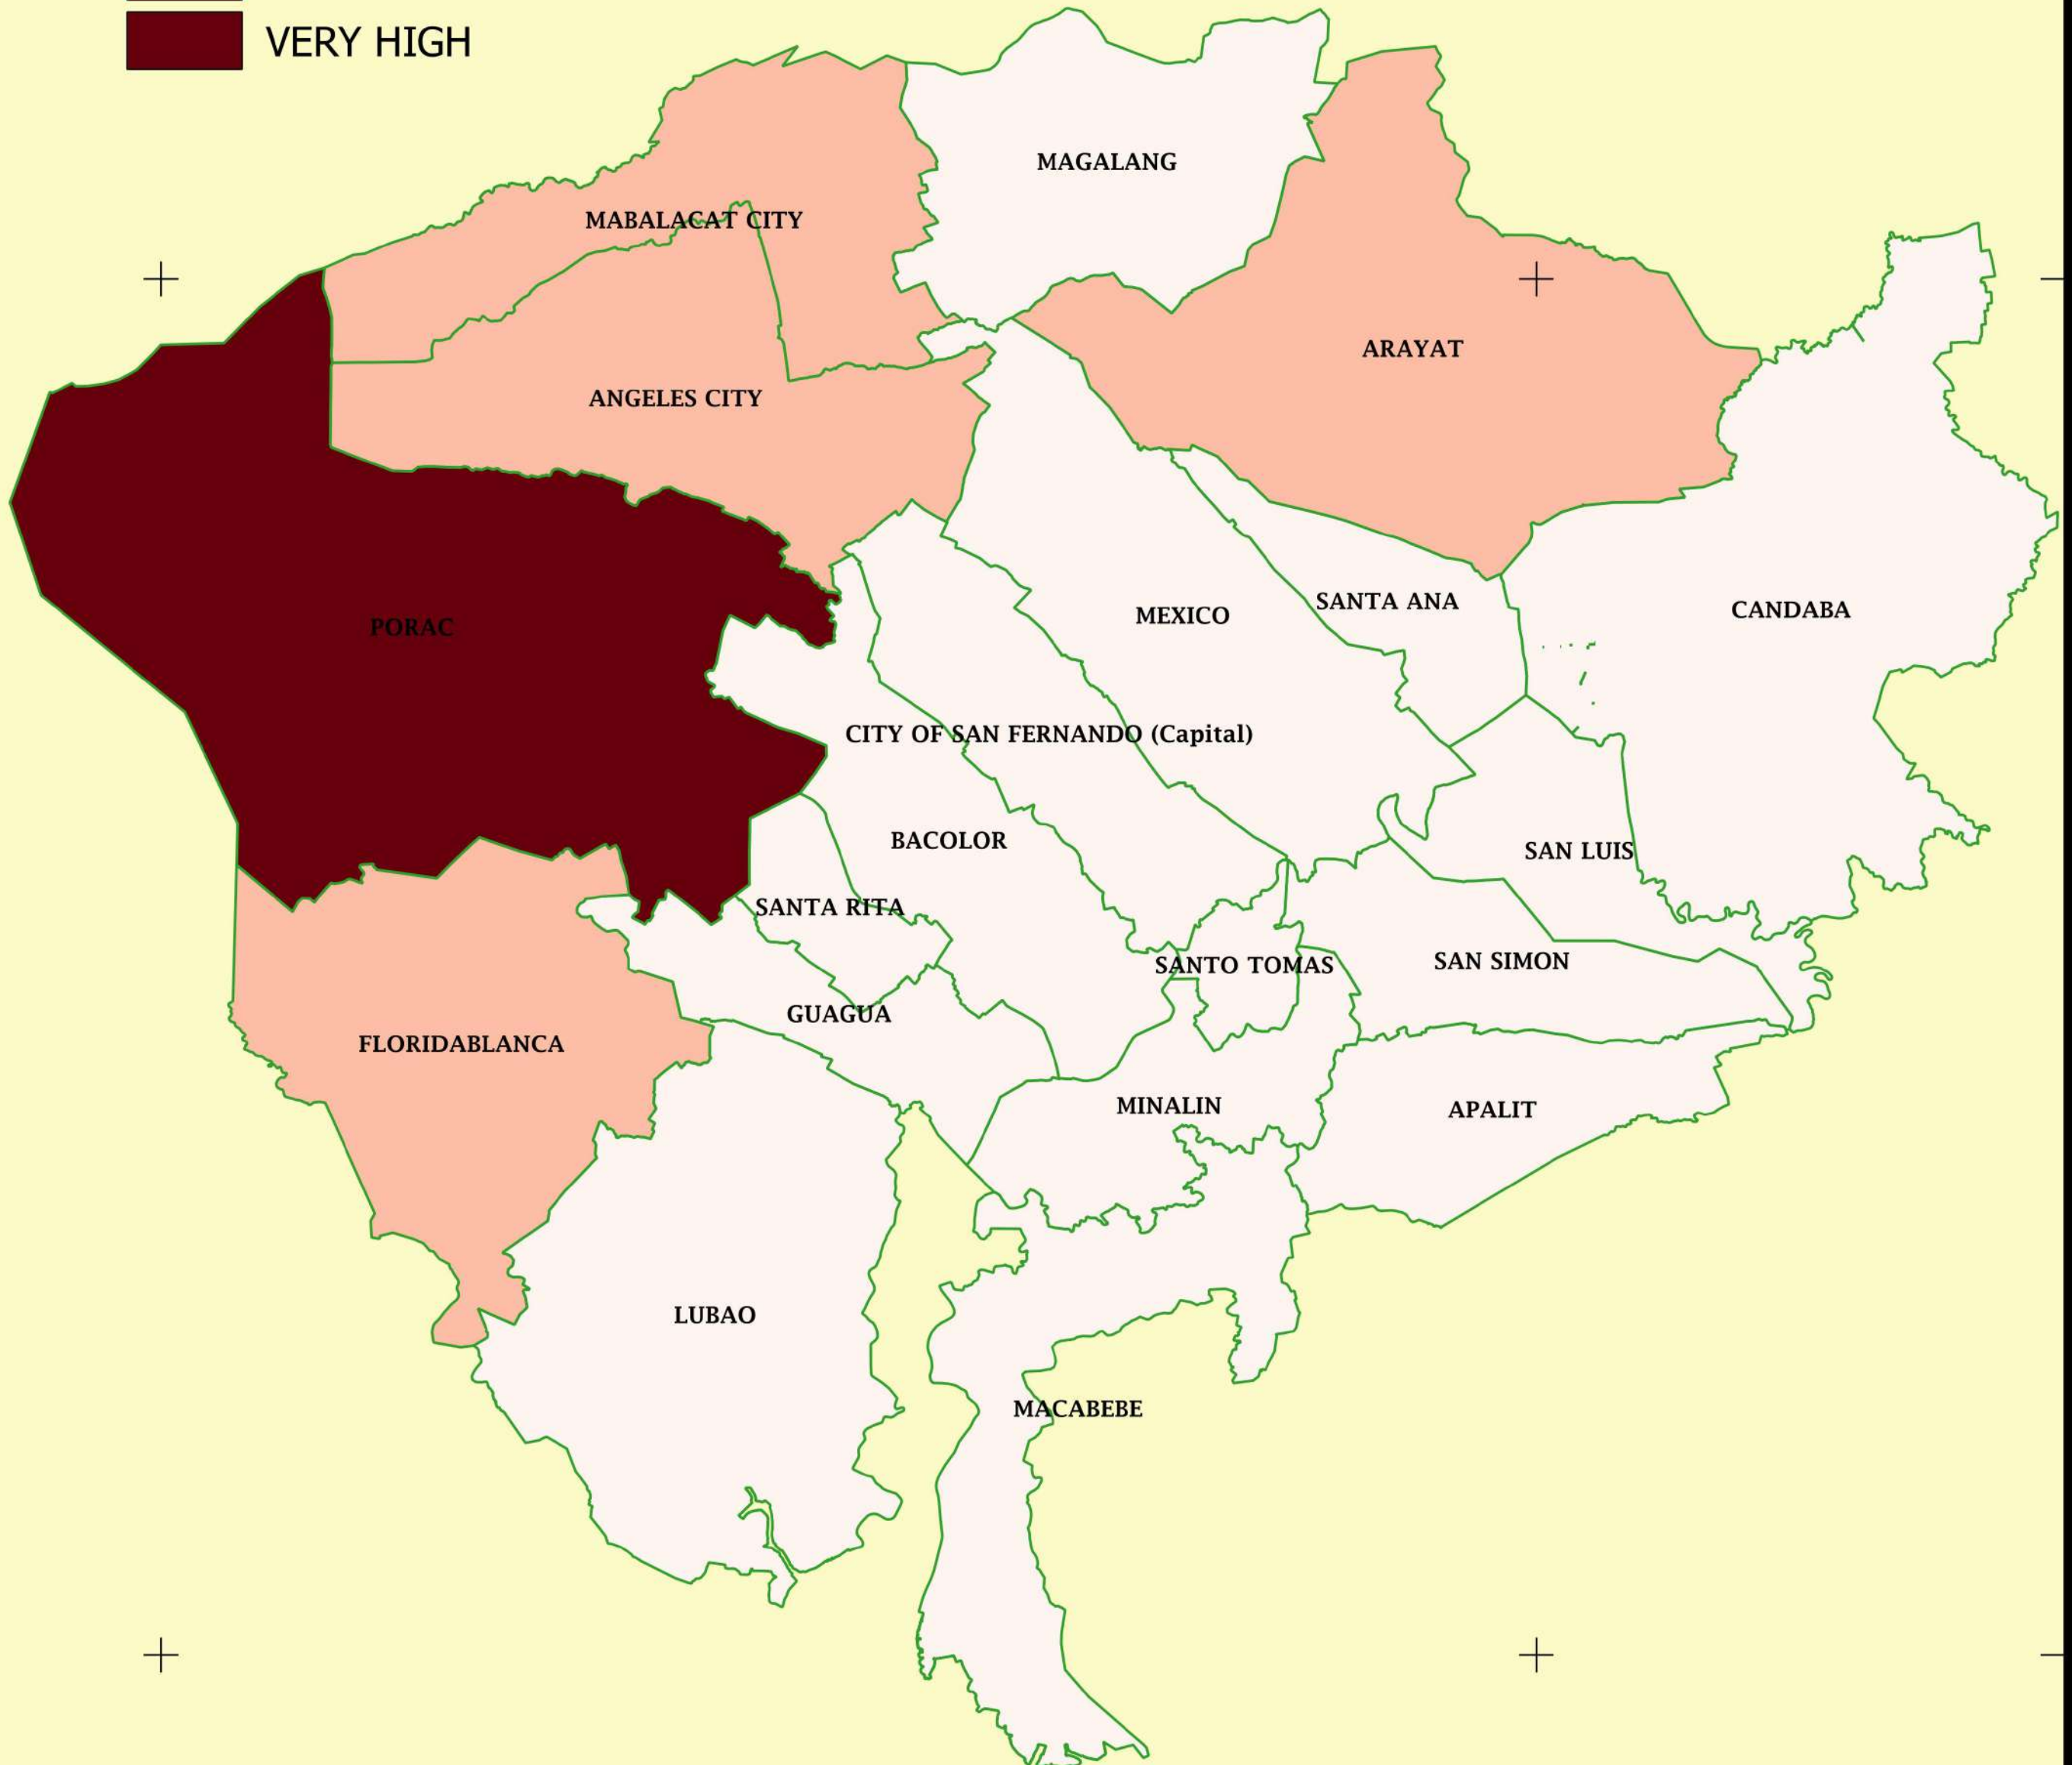 VERY HIGH
MAGALANG
MABALACAT CITY
ARAYAT
ANGELES CITY
SANTA ANA
CANDABA
MEXICO
PORAC
CITY OF SAN FERNANDO (Capital)
BACOLOR
SAN LUIS
SANTA RITA
SAN SIMON
SANTO TOMAS
GUAGUA
FLORIDABLANCA
MINALIN
APALIT
LUBAO
MACABEBE